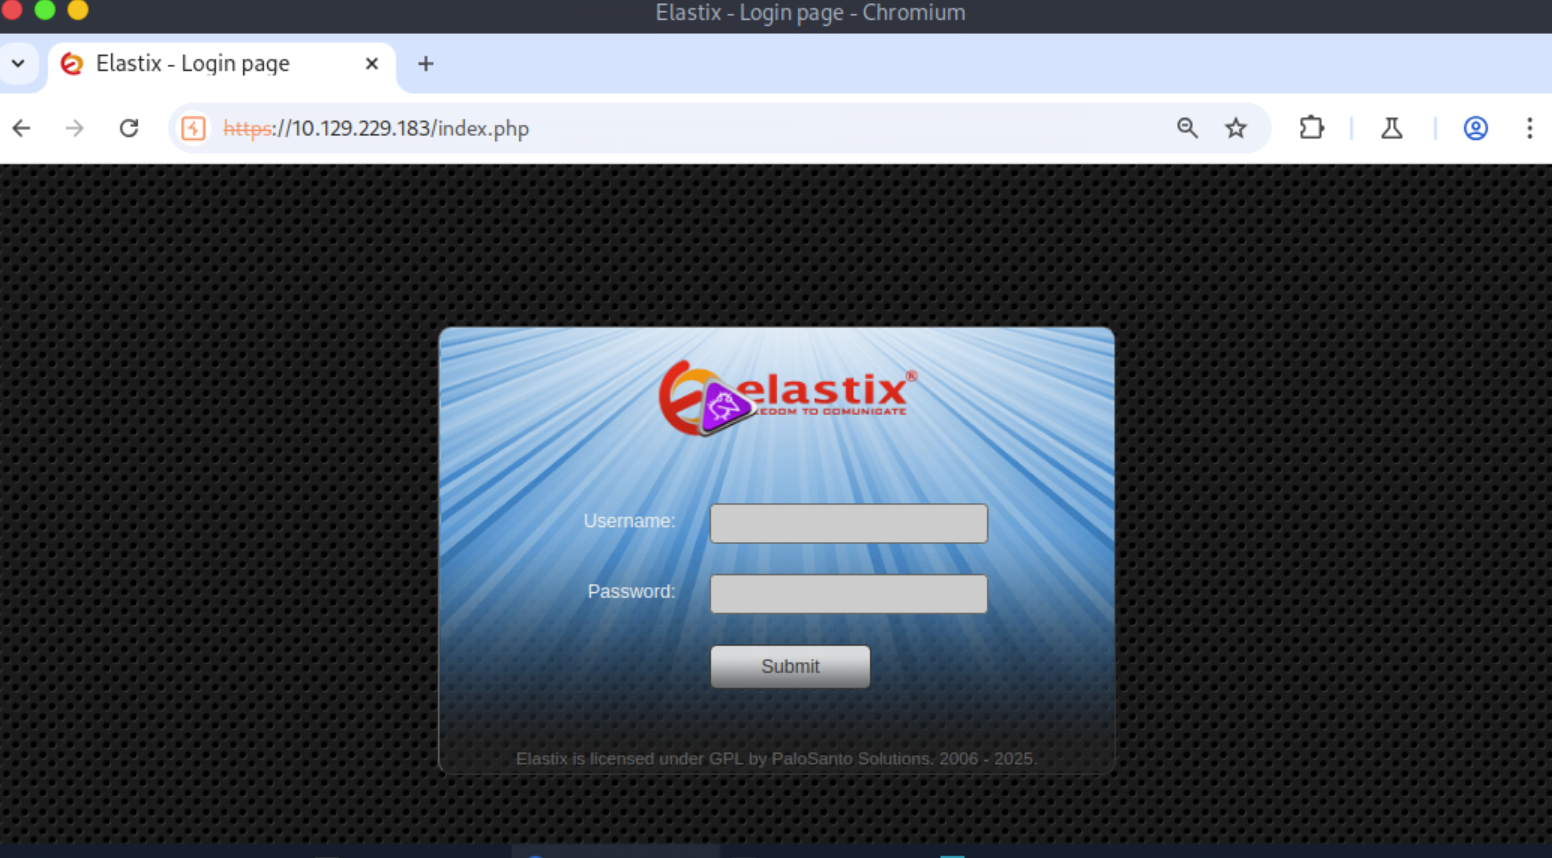 Elastix - Login page - Chromium
Elastix - Login page
https://10.129.229.183/index.php
elastix®
EDOM TO COMUNICATE
Username:
Password:
Submit
Elastix is licensed under GPL by PaloSanto Solutions. 2006 - 2025.